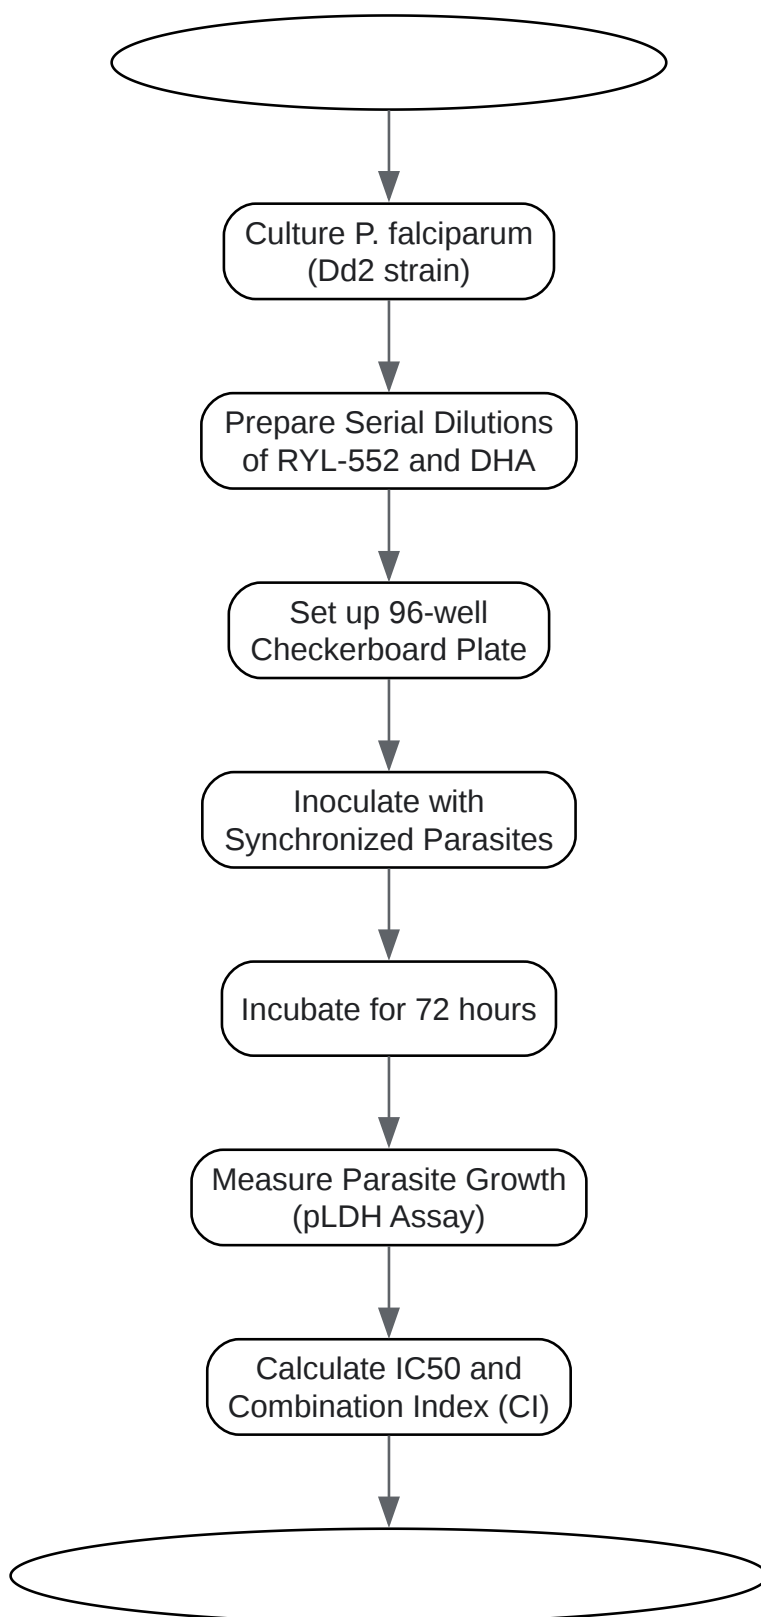 Culture P. falciparum
(Dd2 strain)
Prepare Serial Dilutions
of RYL-552 and DHA
Set up 96-well
Checkerboard Plate
Inoculate with
Synchronized Parasites
Incubate for 72 hours
Measure Parasite Growth
(pLDH Assay)
Calculate IC50 and
Combination Index (CI)